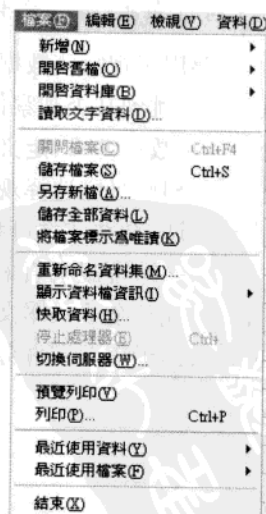 檔案(F) 編輯(E) 檢視(V) 資料(D)
新增(N)
開啓舊檔(O)
開啓資料庫(B)
讀取文字資料(D)...
關閉檔案(C) Ctrl+F4
儲存檔案(S) Ctrl+S
另存新檔(A)...
儲存全部資料(L)
將檔案標示爲唯讀(K)
重新命名資料集(M)...
顯示資料檔資訊(I)
快取資料(H)...
停止處理器(E) Ctrl+
切換伺服器(W)...
預覽列印(V)
列印(P)... Ctrl+P
最近使用資料(Y)
最近使用檔案(F)
結束(X)